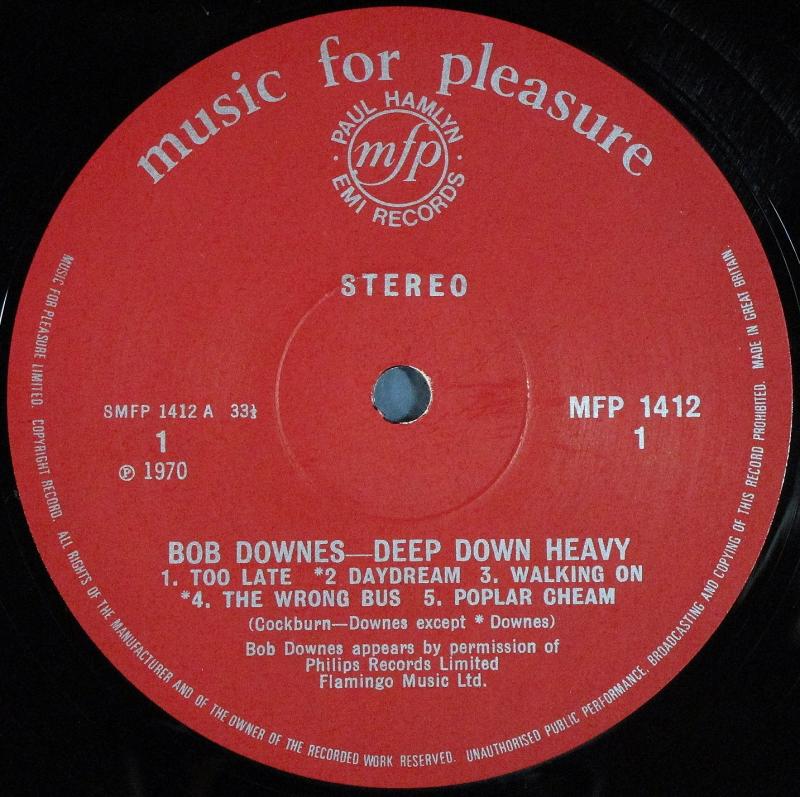 music for pleasure
PAUL HAMLYN
mfp
EMI RECORDS
STEREO
SMFP 1412 A 33⅓
1
℗ 1970
MFP 1412
1
BOB DOWNES—DEEP DOWN HEAVY
1. TOO LATE *2 DAYDREAM 3. WALKING ON
*4. THE WRONG BUS 5. POPLAR CHEAM
(Cockburn—Downes except * Downes)
Bob Downes appears by permission of
Philips Records Limited
Flamingo Music Ltd.
MUSIC FOR PLEASURE LIMITED. COPYRIGHT RECORD. ALL RIGHTS OF THE MANUFACTURER AND OF THE OWNER OF THE RECORDED WORK RESERVED. UNAUTHORISED PUBLIC PERFORMANCE, BROADCASTING AND COPYING OF THIS RECORD PROHIBITED. MADE IN GREAT BRITAIN.